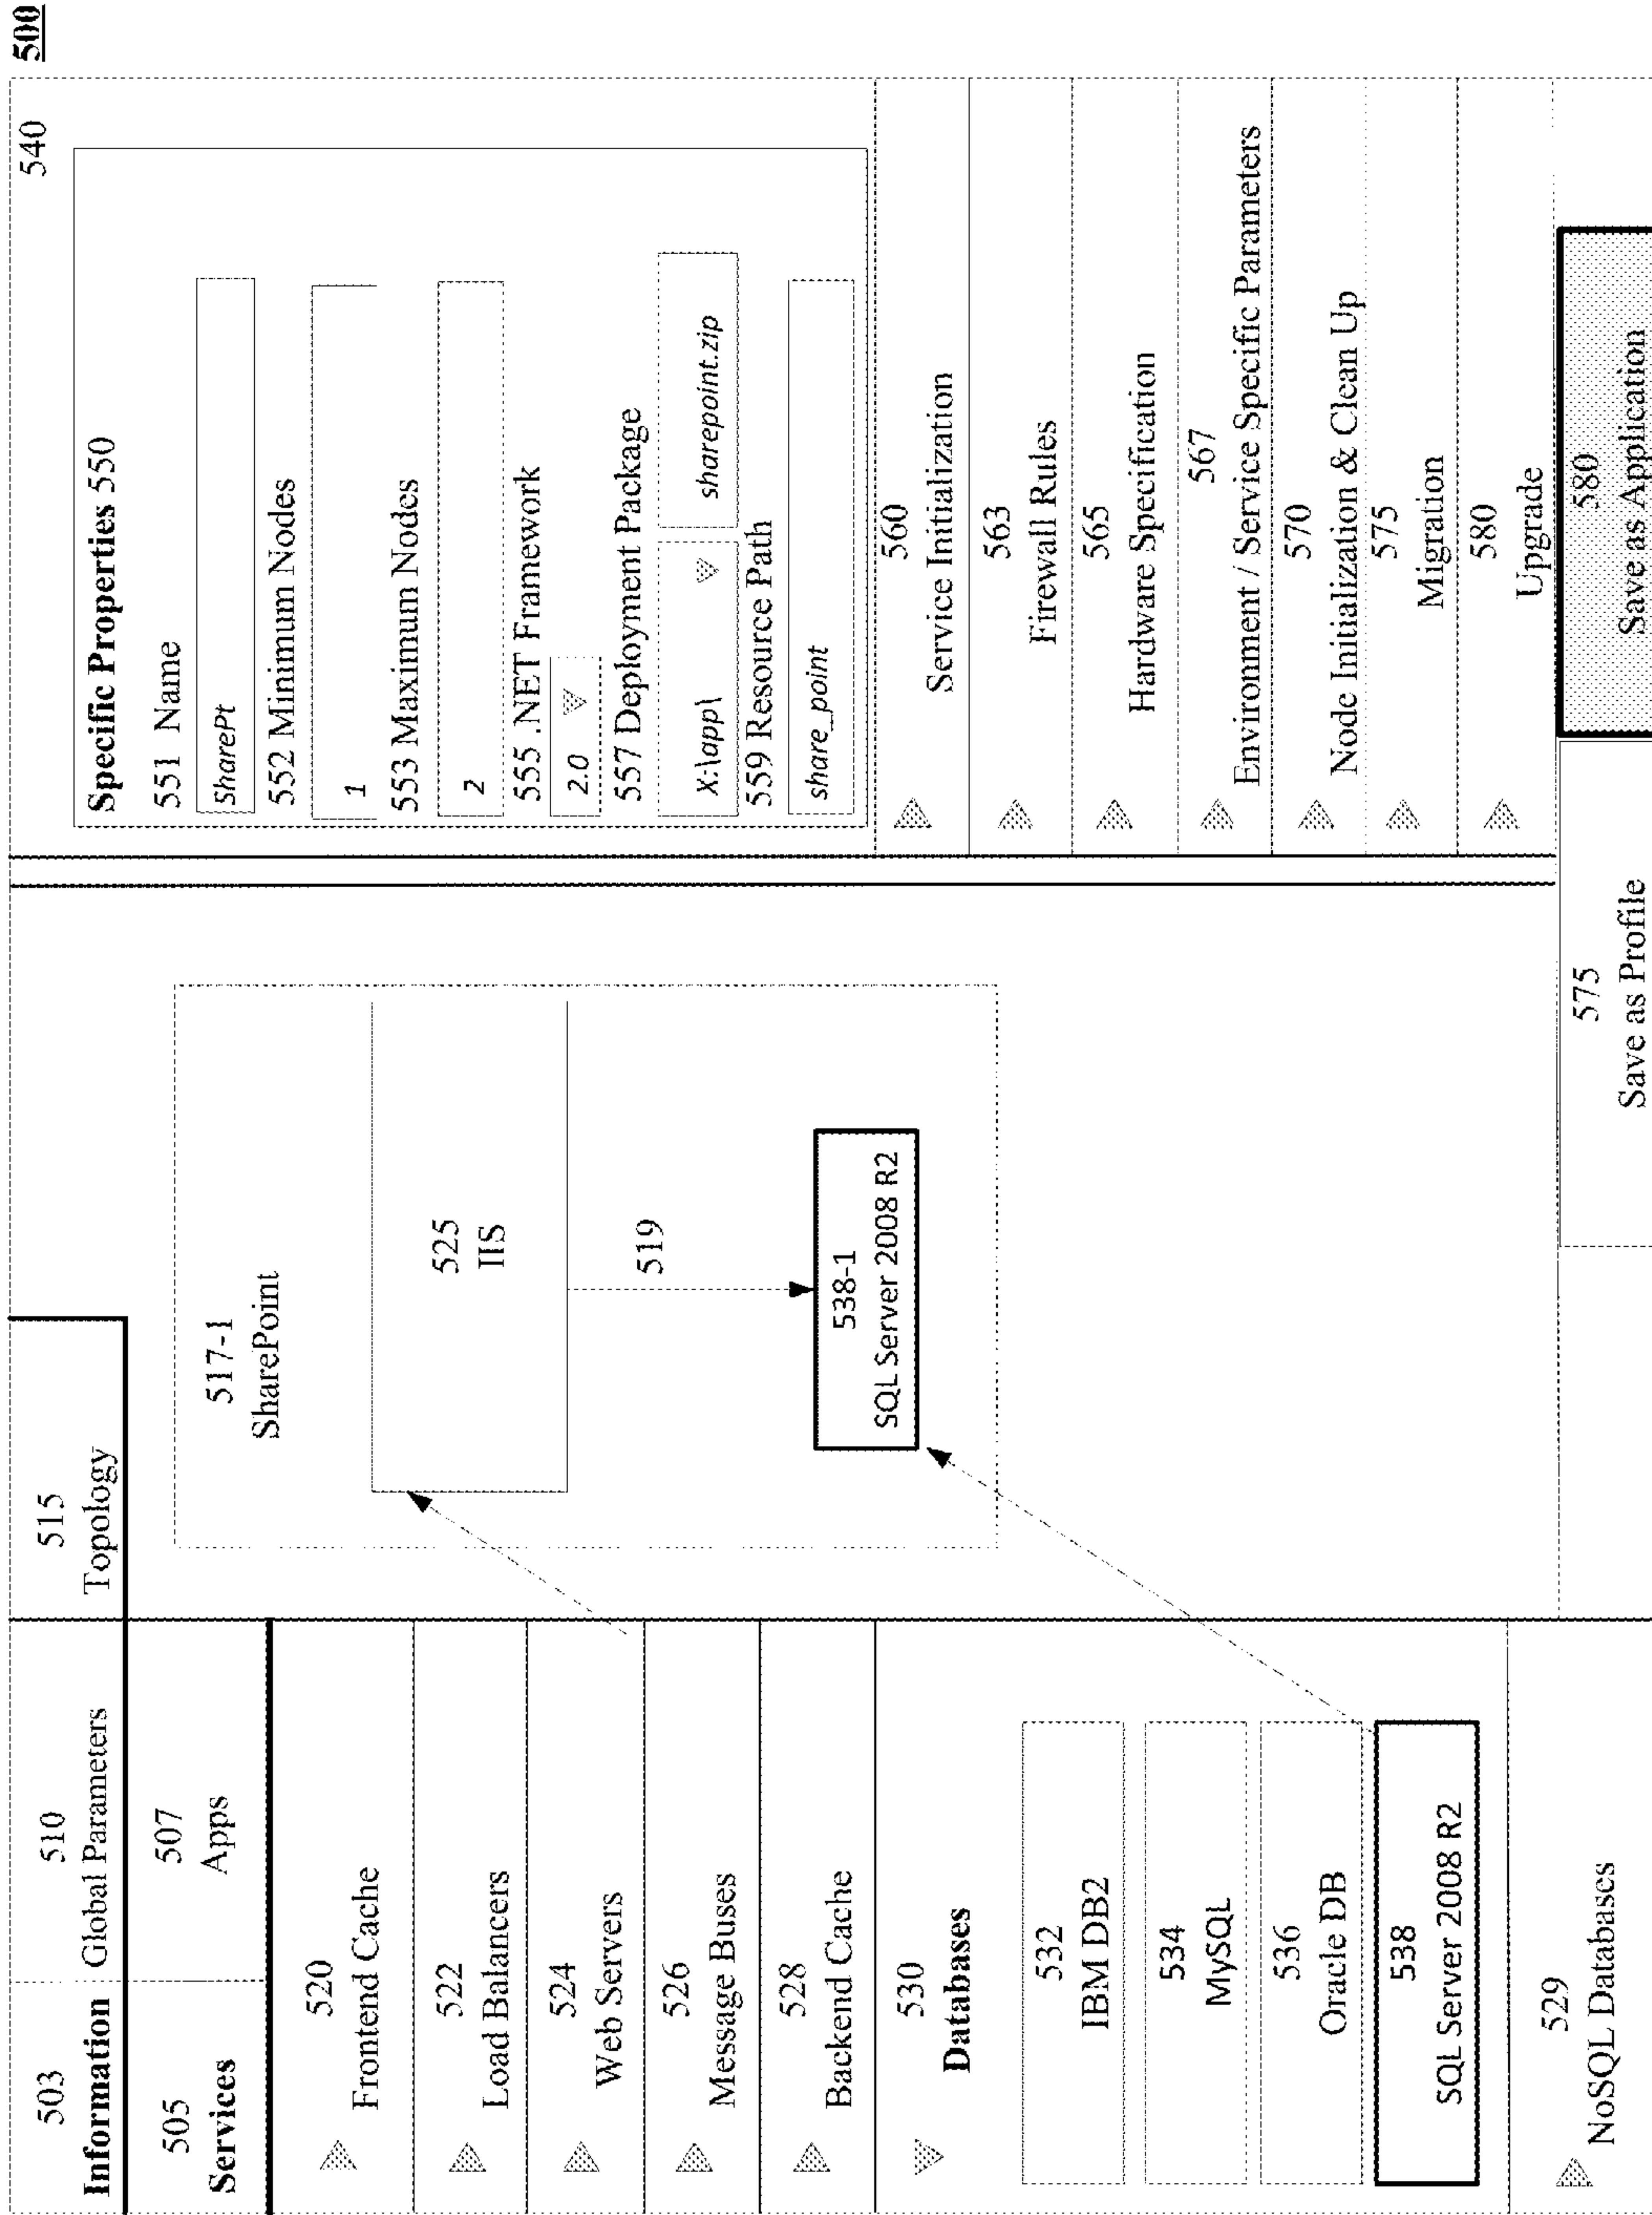 500
503
Information
510
Global Parameters
515
Topology
505
Services
507
Apps
520
Frontend Cache
522
Load Balancers
524
Web Servers
526
Message Buses
528
Backend Cache
530
Databases
532
IBM DB2
534
MySQL
536
Oracle DB
538
SQL Server 2008 R2
529
NoSQL Databases
517-1
SharePoint
525
IIS
519
538-1
SQL Server 2008 R2
540
Specific Properties 550
551 Name
SharePt
552 Minimum Nodes
1
553 Maximum Nodes
2
555 .NET Framework
2.0
557 Deployment Package
X:\app\
sharepoint.zip
559 Resource Path
share_point
560
Service Initialization
563
Firewall Rules
565
Hardware Specification
567
Environment / Service Specific Parameters
570
Node Initialization & Clean Up
575
Migration
580
Upgrade
575
Save as Profile
580
Save as Application